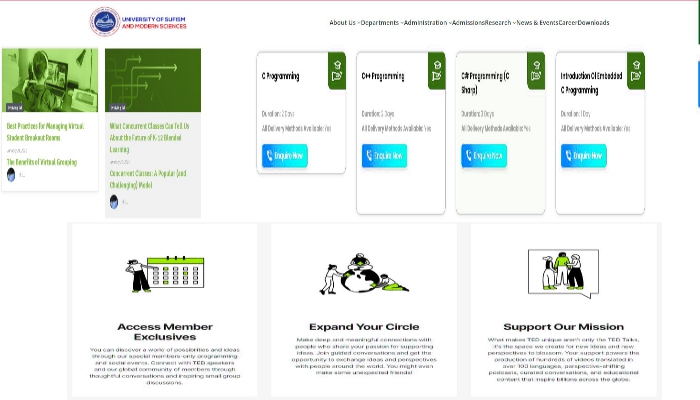 UNIVERSITY OF SUFISM
AND MODERN SCIENCES
About Us Departments Administration Admissions Research News & Events Career Downloads
Best Practices for Managing Virtual
Student Breakout Rooms
The Benefits of Virtual Grouping
What Concurrent Classes Can Tell Us
About the Future of K-12 Blended
Learning
Concurrent Classes: A Popular (and
Challenging) Model
C Programming
Duration: 2 Days
All Delivery Methods Available: Yes
Enquire Now
C++ Programming
Duration: 2 Days
All Delivery Methods Available: Yes
Enquire Now
C# Programming (C
Sharp)
Duration: 3 Days
All Delivery Methods Available: Yes
Enquire Now
Introduction Of Embedded
C Programming
Duration: 1 Day
All Delivery Methods Available: Yes
Enquire Now
Access Member
Exclusives
You can discover a world of possibilities and ideas
through our special members-only programming
and social events. Connect with TED speakers
and our global community of members through
thoughtful conversations and inspiring small group
discussions.
Expand Your Circle
Make deep and meaningful connections with
people who share your passion for supporting
ideas. Join guided conversations and get the
opportunity to exchange ideas and perspectives
with people around the world. You might even
make some unexpected friends!
Support Our Mission
What makes TED unique aren't only the TED Talks,
it's the space we create for new ideas and new
perspectives to blossom. Your support powers the
production of hundreds of videos translated in
over 100 languages, perspective-shifting
podcasts, curated conversations, and educational
content that inspire billions across the globe.